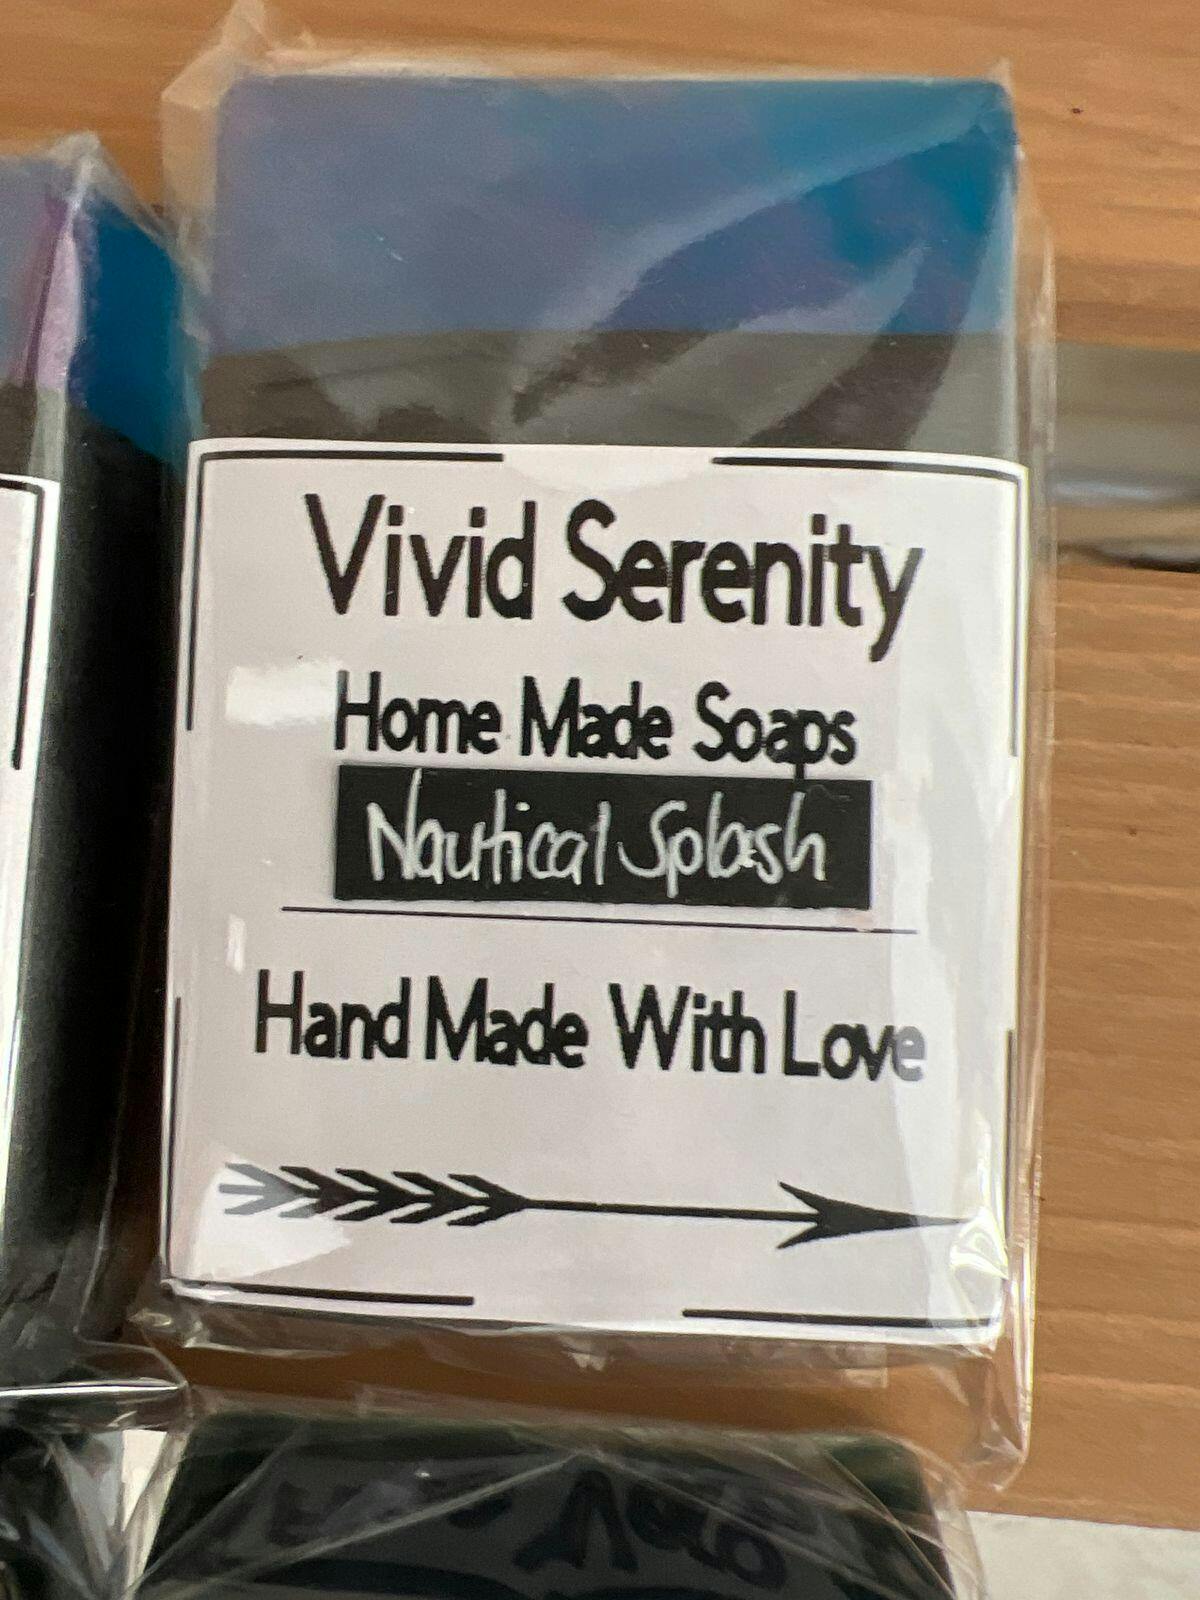 Vivid Serenity
Home Made Soaps
Nautical Splash
Hand Made With Love